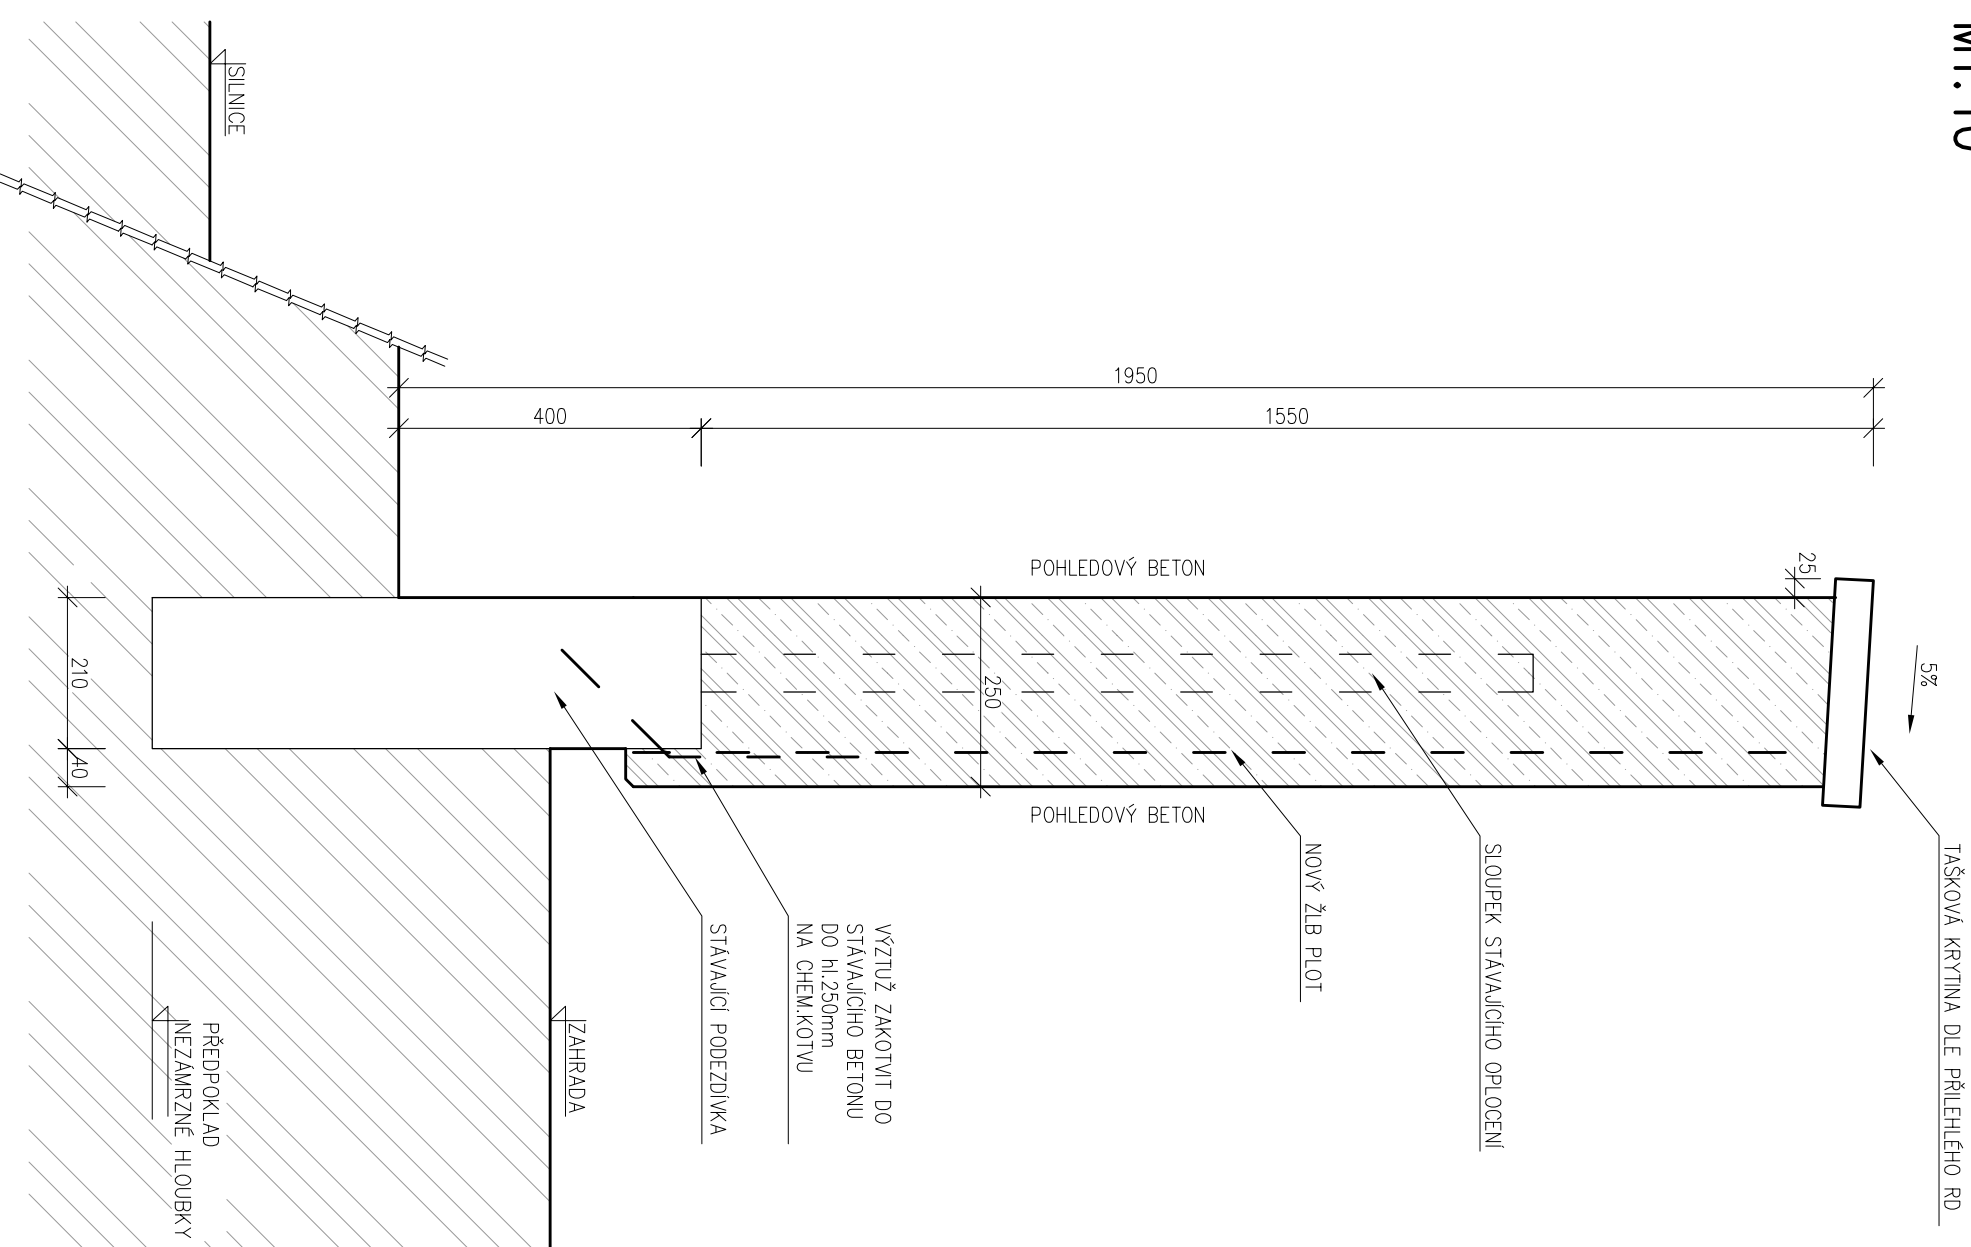 5%
TAŠKOVÁ KRYTINA DLE PŘILEHLÉHO RD
25
SLOUPEK STÁVAJÍCÍHO OPLOCENÍ
NOVÝ ŽLB PLOT
POHLEDOVÝ BETON
POHLEDOVÝ BETON
1950
1550
400
250
VÝZTUŽ ZAKOTVIT DO
STÁVAJÍCÍHO BETONU
DO hl.250mm
NA CHEM.KOTVU
STÁVAJÍCÍ PODEZDÍVKA
ZAHRADA
SILNICE
PŘEDPOKLAD
NEZÁMRZNÉ HLOUBKY
210
40